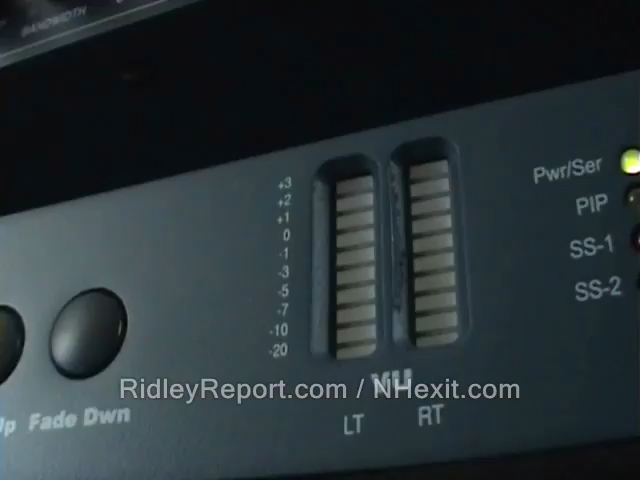 BANDWIDTH
+3
+2
+1
0
-1
-3
-5
-7
-10
-20
Pwr/Ser
PIP
SS-1
SS-2
VU
RidleyReport.com / NHexit.com
Fade Dwn
LT
RT